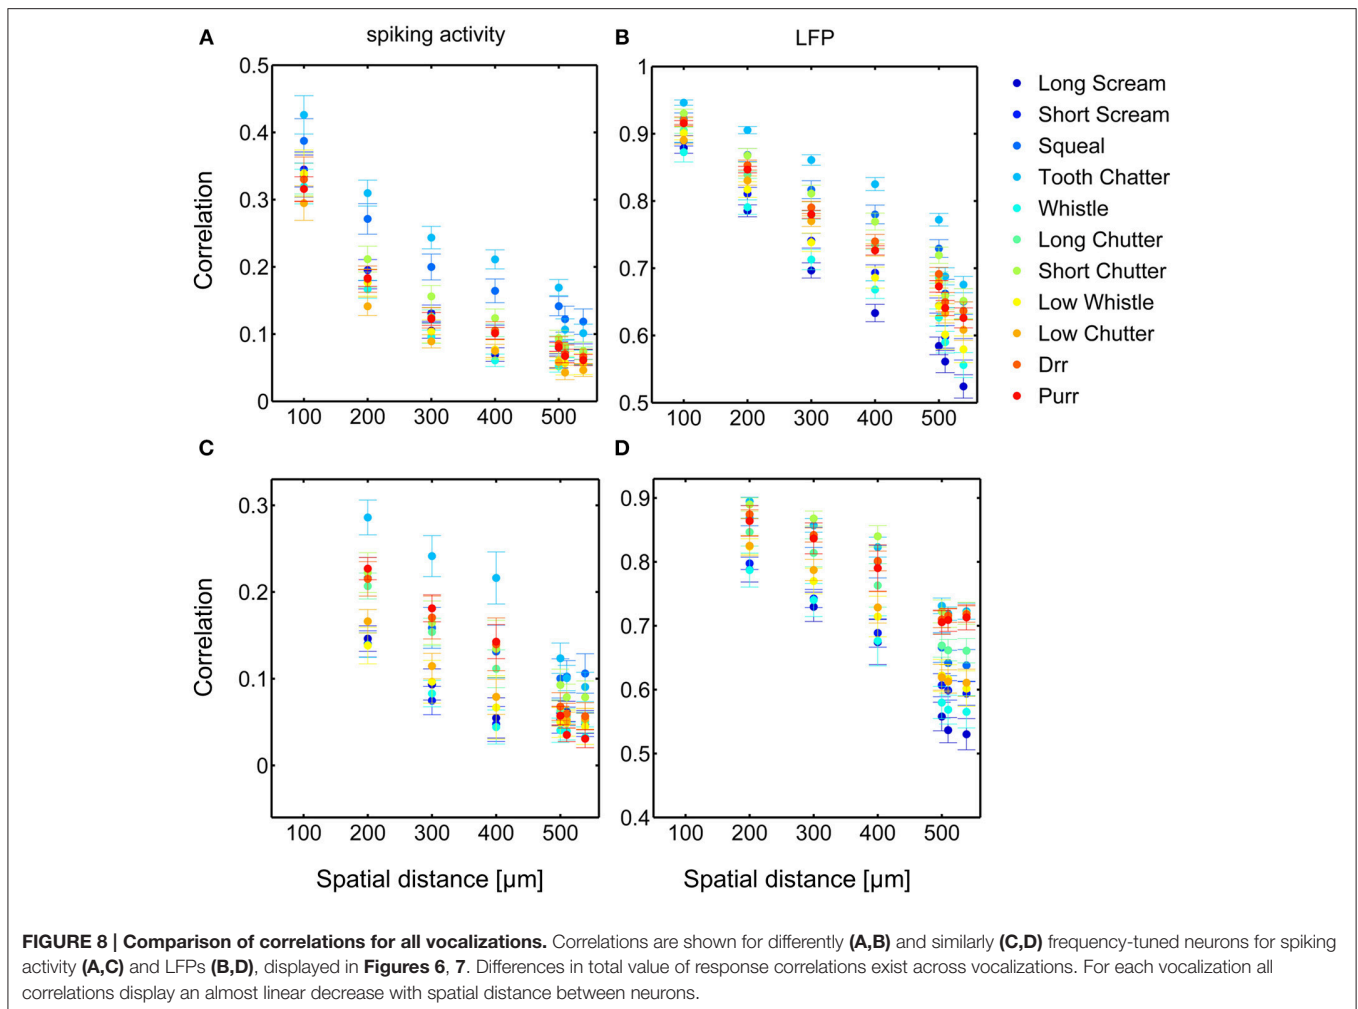 A
spiking activity
0.5
0.4
0.3
0.2
0.1
0
Correlation
100 200 300 400 500
B
LFP
1
0.9
0.8
0.7
0.6
0.5
100 200 300 400 500
Long Scream
Short Scream
Squeal
Tooth Chatter
Whistle
Long Chutter
Short Chutter
Low Whistle
Low Chutter
Drr
Purr
C
0.3
0.2
0.1
0
Correlation
100 200 300 400 500
Spatial distance [µm]
D
0.9
0.8
0.7
0.6
0.5
0.4
100 200 300 400 500
Spatial distance [µm]
FIGURE 8 | Comparison of correlations for all vocalizations. Correlations are shown for differently (A,B) and similarly (C,D) frequency-tuned neurons for spiking
activity (A,C) and LFPs (B,D), displayed in Figures 6, 7. Differences in total value of response correlations exist across vocalizations. For each vocalization all
correlations display an almost linear decrease with spatial distance between neurons.